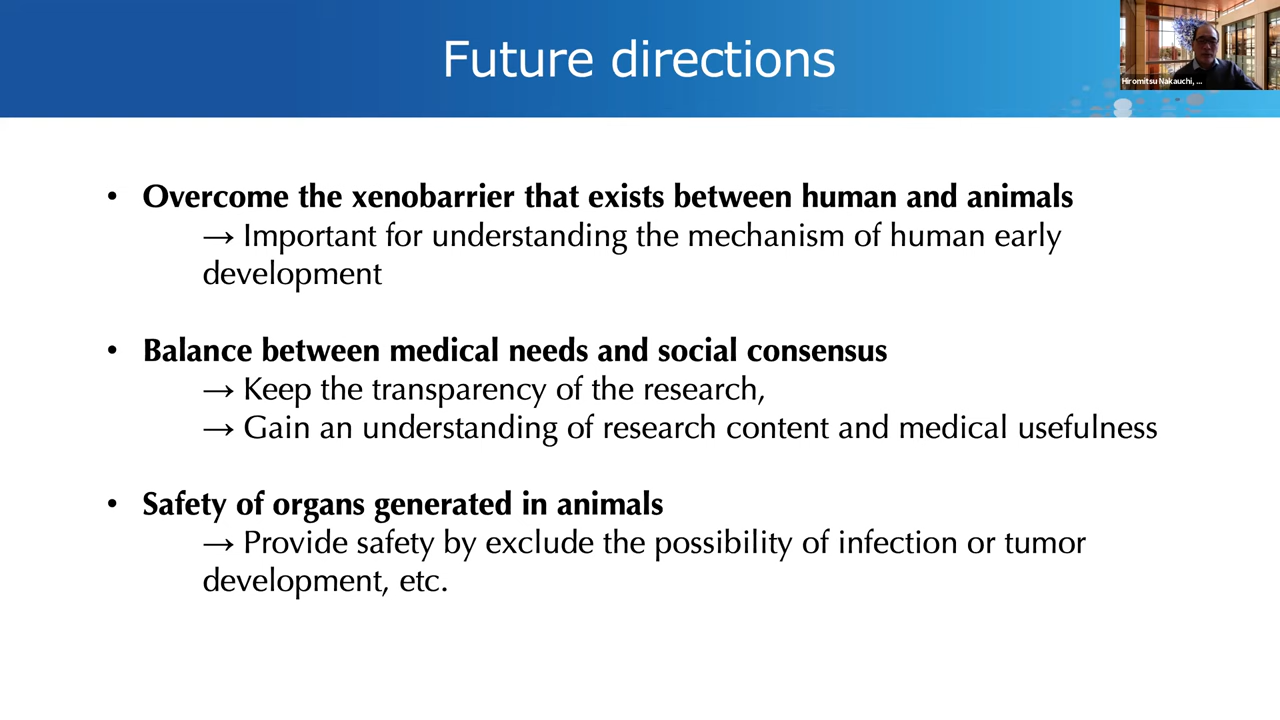 Future directions
Hiromitsu Nakauchi, ...
• Overcome the xenobarrier that exists between human and animals
→ Important for understanding the mechanism of human early
development
• Balance between medical needs and social consensus
→ Keep the transparency of the research,
→ Gain an understanding of research content and medical usefulness
• Safety of organs generated in animals
→ Provide safety by exclude the possibility of infection or tumor
development, etc.